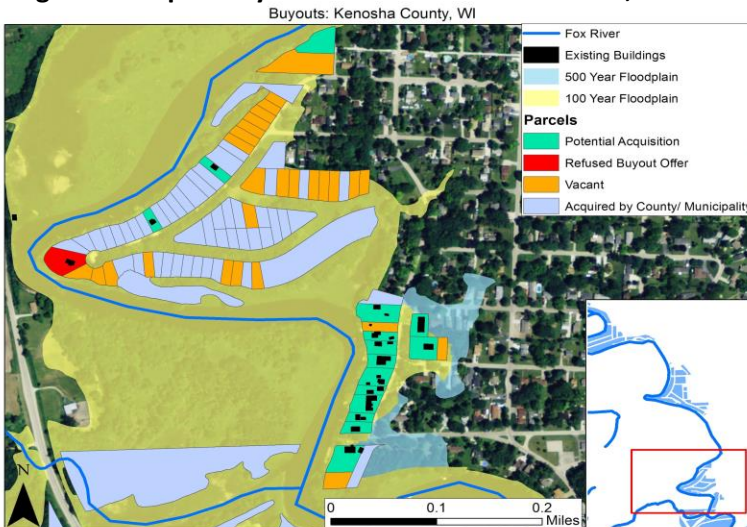 Buyouts: Kenosha County, WI
Fox River
Existing Buildings
500 Year Floodplain
100 Year Floodplain
Parcels
Potential Acquisition
Refused Buyout Offer
Vacant
Acquired by County/ Municipality
N
0 0.1 0.2
Miles